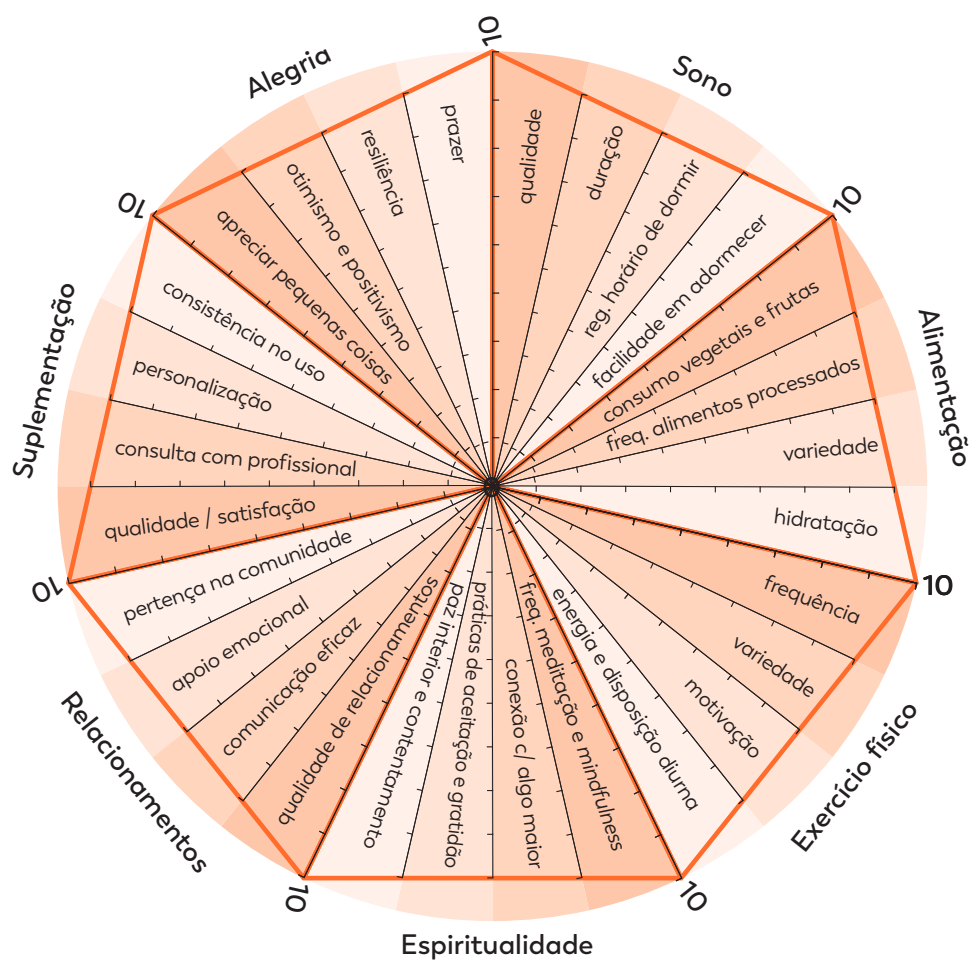 10
Sono
qualidade
duração
reg. horário de dormir
facilidade em adormecer
10
Alimentação
consumo vegetais e frutas
freq. alimentos processados
variedade
hidratação
10
Exercício físico
frequência
variedade
motivação
energia e disposição diurna
10
Espiritualidade
freq. meditação e mindfulness
conexão c/ algo maior
práticas de aceitação e gratidão
paz interior e contentamento
10
Relacionamentos
qualidade de relacionamentos
comunicação eficaz
apoio emocional
pertença na comunidade
10
Suplementação
qualidade / satisfação
consulta com profissional
personalização
consistência no uso
10
Alegria
apreciar pequenas coisas
otimismo e positivismo
resiliência
prazer